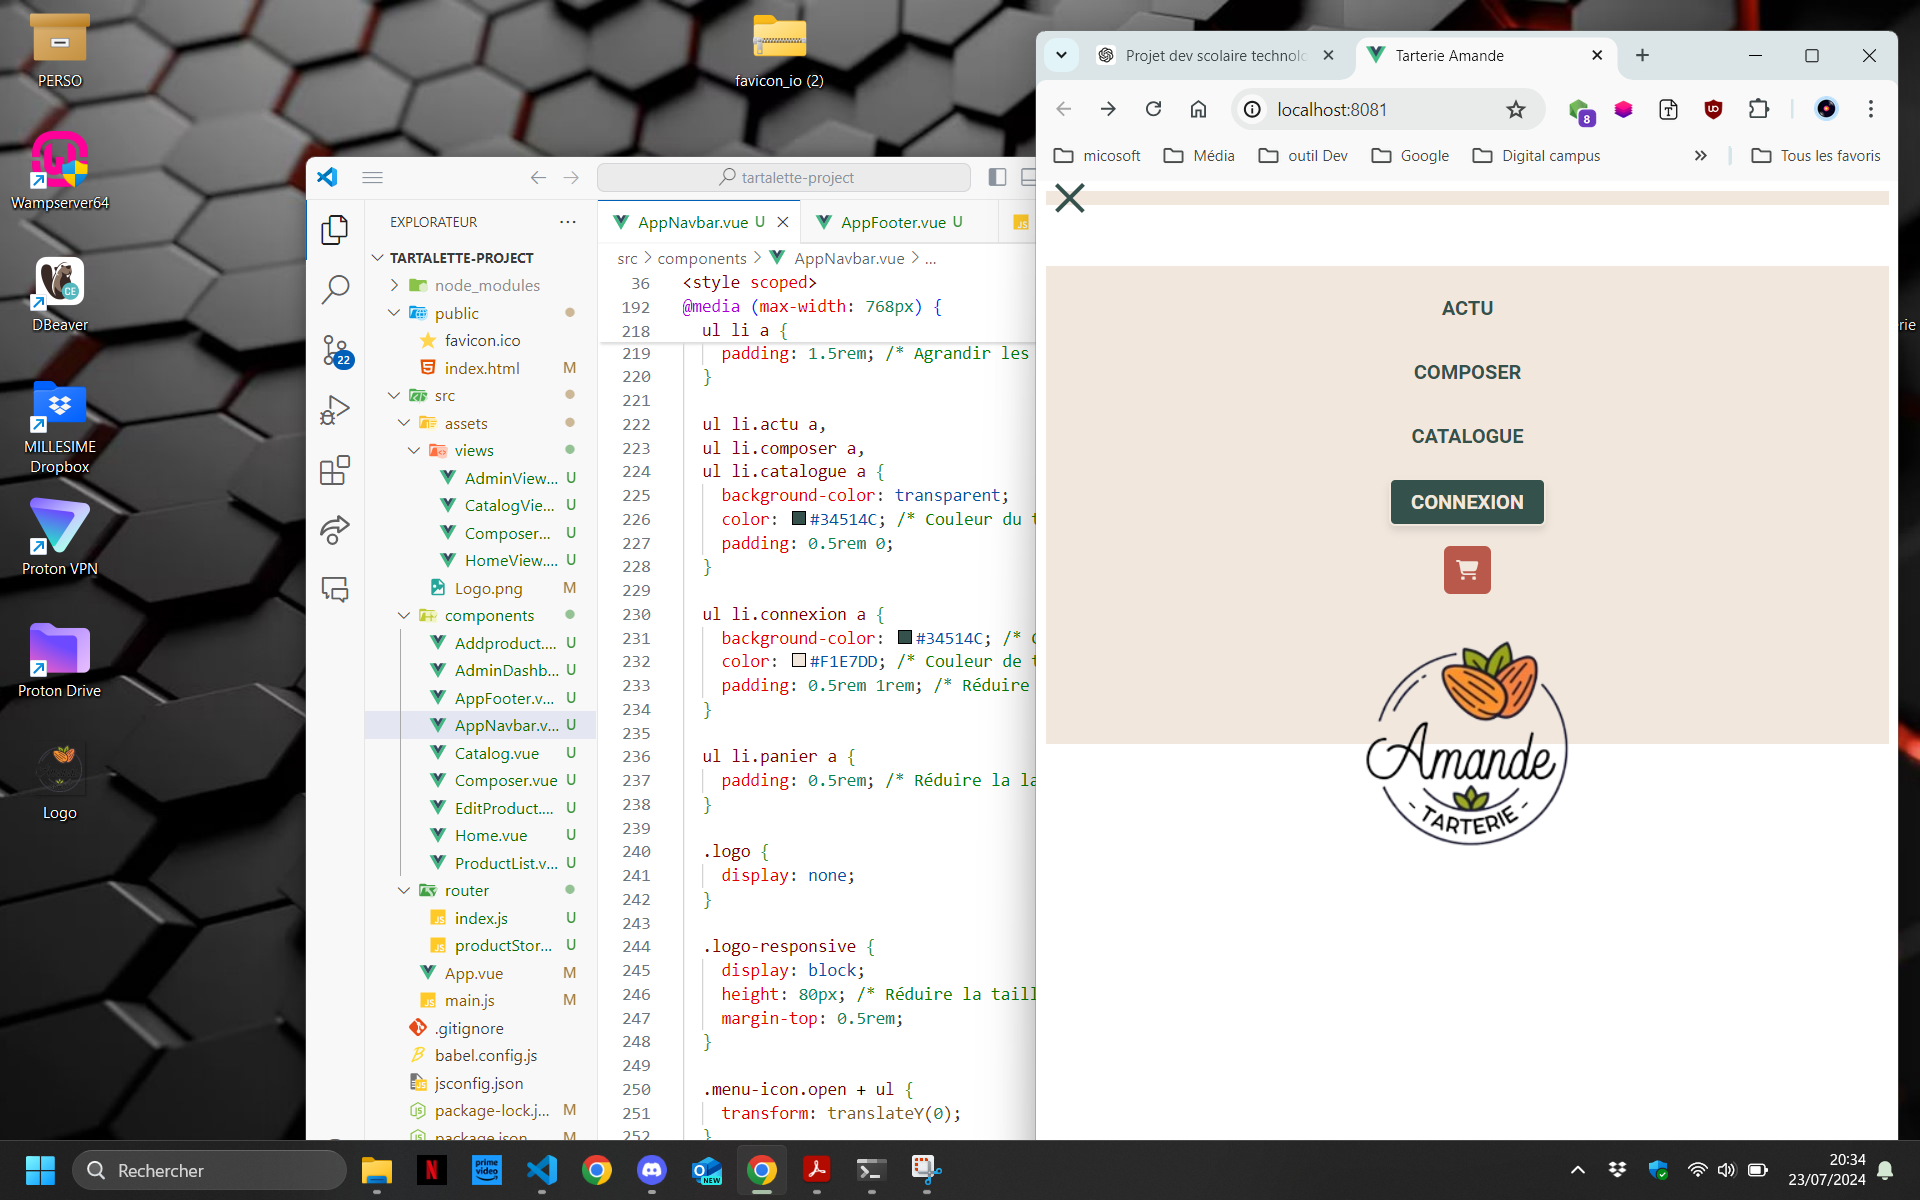 PERSO
Wampserver64
DBeaver
MILLESIME
Dropbox
Proton VPN
Proton Drive
Logo
favicon_io (2)
tartalette-project
EXPLORATEUR
TARTALETTE-PROJECT
node_modules
public
favicon.ico
index.html M
src
assets
views
AdminView... U
CatalogVie... U
Composer... U
HomeView.... U
Logo.png M
components
Addproduct.... U
AdminDashb... U
AppFooter.v... U
AppNavbar.v... U
Catalog.vue U
Composer.vue U
EditProduct.... U
Home.vue U
ProductList.v... U
router
index.js U
productStor... U
App.vue M
main.js M
.gitignore
babel.config.js
jsconfig.json
package-lock.j... M
package.json M
22
AppNavbar.vue U
AppFooter.vue U
JS
src > components > AppNavbar.vue > ...
36 <style scoped>
192 @media (max-width: 768px) {
218 ul li a {
219 padding: 1.5rem; /* Agrandir les
220 }
221
222 ul li.actu a,
223 ul li.composer a,
224 ul li.catalogue a {
225 background-color: transparent;
226 color: #34514C; /* Couleur du t
227 padding: 0.5rem 0;
228 }
229
230 ul li.connexion a {
231 background-color: #34514C; /* C
232 color: #F1E7DD; /* Couleur de t
233 padding: 0.5rem 1rem; /* Réduire
234 }
235
236 ul li.panier a {
237 padding: 0.5rem; /* Réduire la la
238 }
239
240 .logo {
241 display: none;
242 }
243
244 .logo-responsive {
245 display: block;
246 height: 80px; /* Réduire la taill
247 margin-top: 0.5rem;
248 }
249
250 .menu-icon.open + ul {
251 transform: translateY(0);
252 }
Projet dev scolaire technolo
Tarterie Amande
localhost:8081
8
micosoft
Média
outil Dev
Google
Digital campus
Tous les favoris
ACTU
COMPOSER
CATALOGUE
CONNEXION
Amande
- TARTERIE -
rie
Rechercher
N
prime video
NEW
20:34
23/07/2024